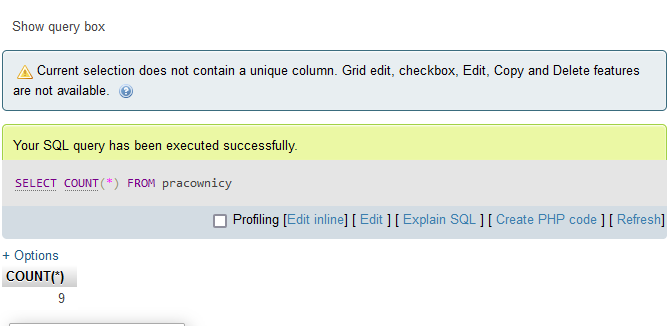 Show query box
Current selection does not contain a unique column. Grid edit, checkbox, Edit, Copy and Delete features
are not available.
Your SQL query has been executed successfully.
SELECT COUNT(*) FROM pracownicy
Profiling [Edit inline] [ Edit ] [ Explain SQL ] [ Create PHP code ] [ Refresh]
+ Options
COUNT(*)
9